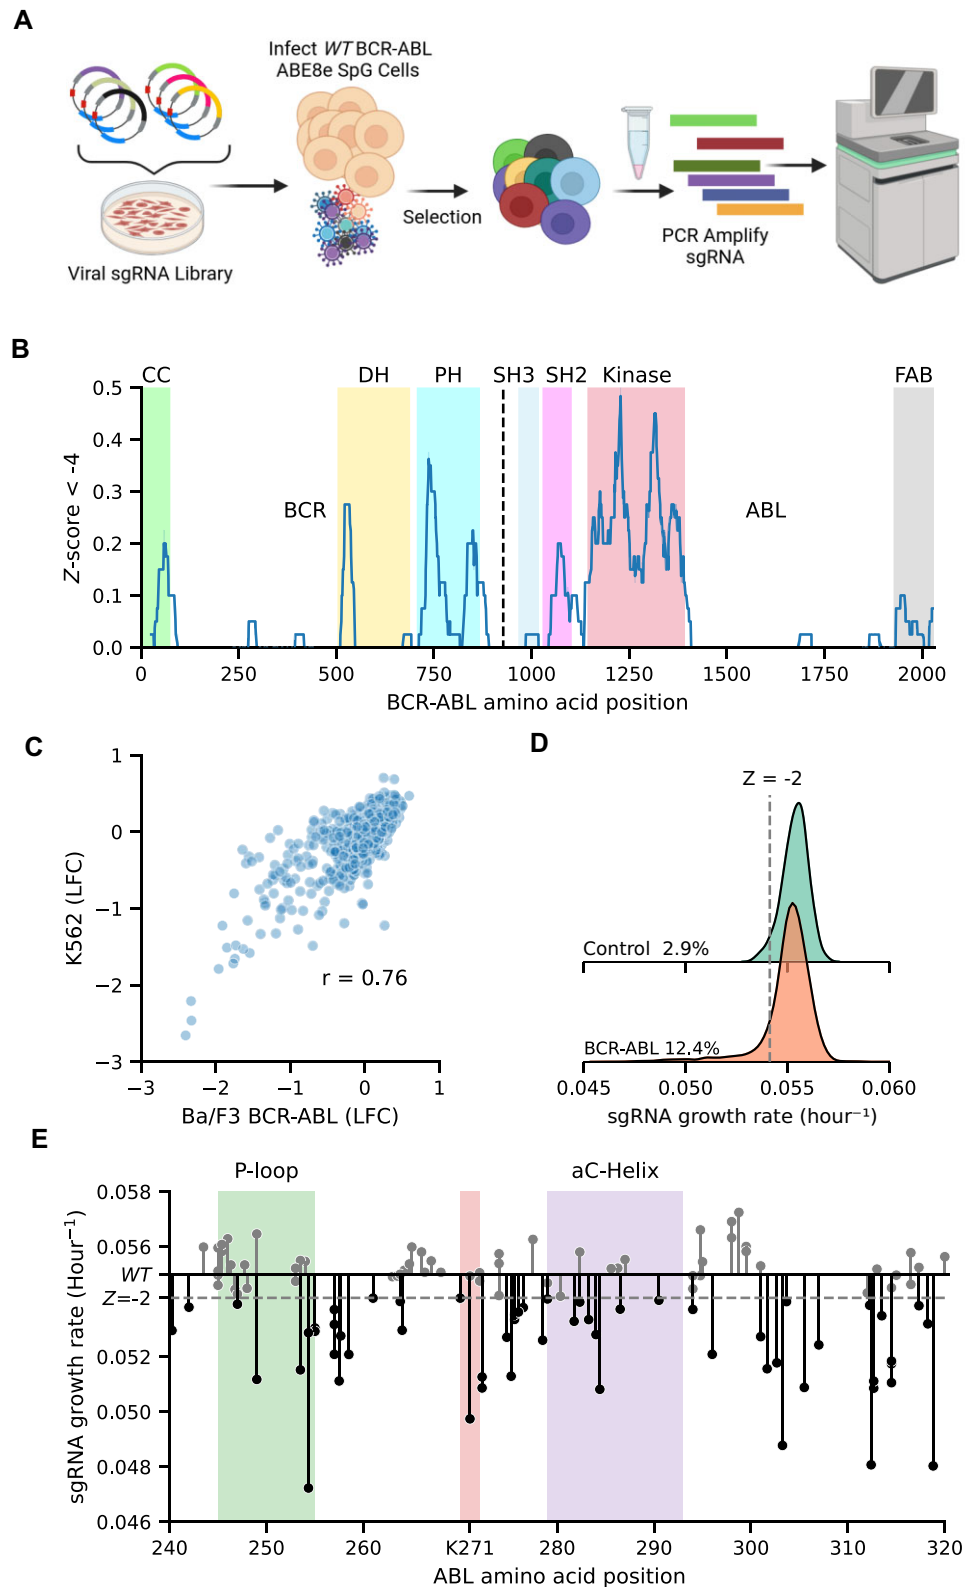 A
Infect WT BCR-ABL
ABE8e SpG Cells
Selection
PCR Amplify
sgRNA
Viral sgRNA Library
B
CC
DH
PH
SH3
SH2
Kinase
FAB
0.5
0.4
0.3
0.2
0.1
0.0
Z-score < -4
BCR
ABL
0
250
500
750
1000
1250
1500
1750
2000
BCR-ABL amino acid position
C
1
0
−1
−2
−3
K562 (LFC)
r = 0.76
−3
−2
−1
0
1
Ba/F3 BCR-ABL (LFC)
D
Z = -2
Control 2.9%
BCR-ABL 12.4%
0.045
0.050
0.055
0.060
sgRNA growth rate (hour⁻¹)
E
P-loop
aC-Helix
0.058
0.056
WT
Z=-2
0.052
0.050
0.048
0.046
sgRNA growth rate (Hour⁻¹)
240
250
260
K271
280
290
300
310
320
ABL amino acid position